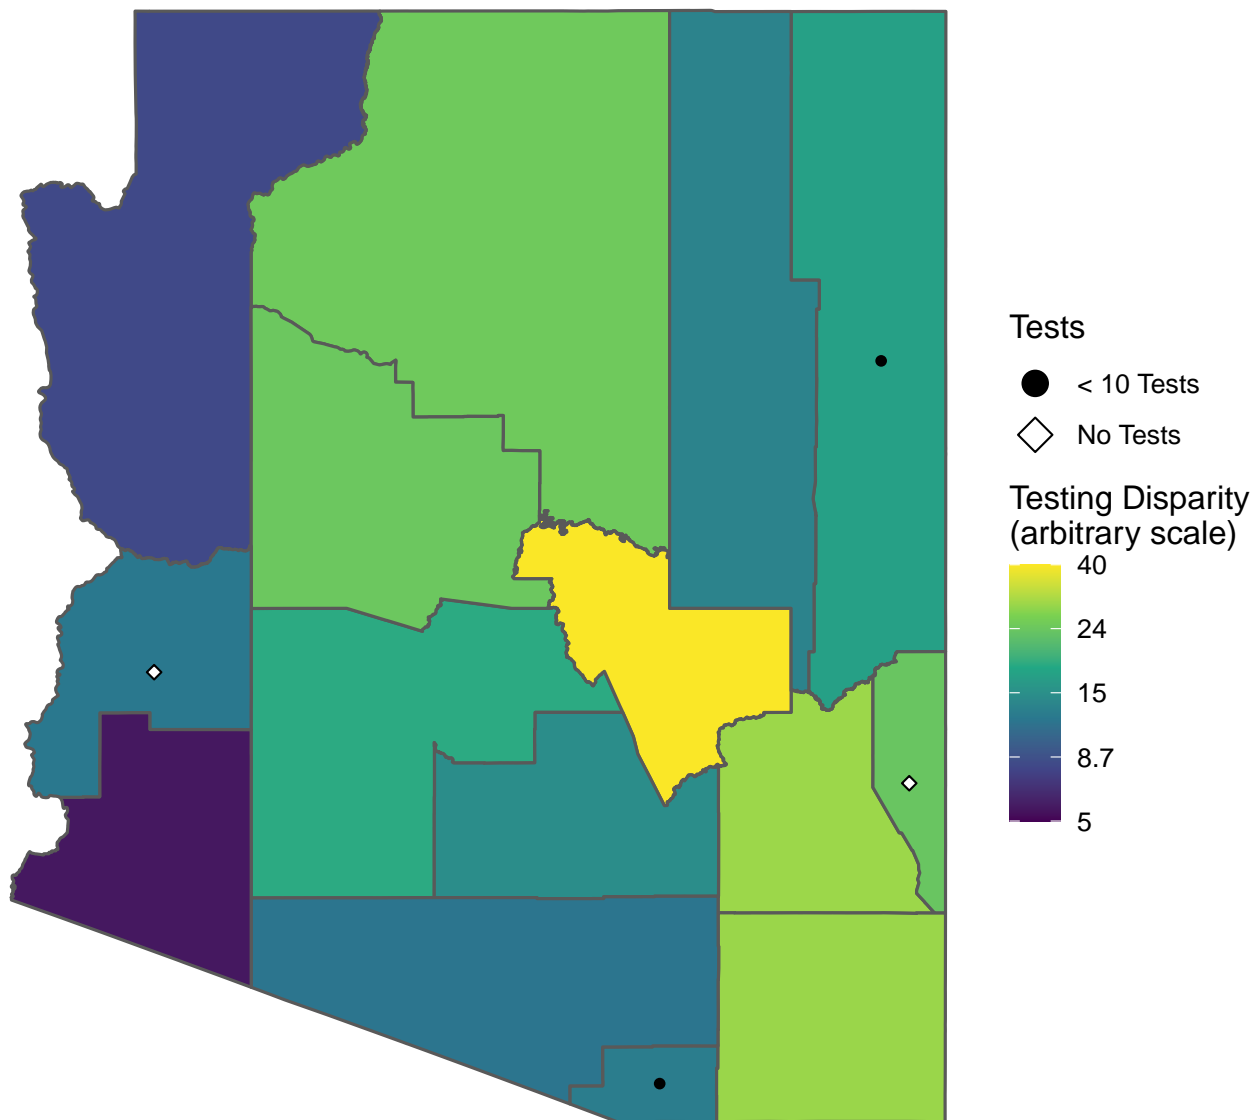 Tests
< 10 Tests
No Tests
Testing Disparity
(arbitrary scale)
40
24
15
8.7
5